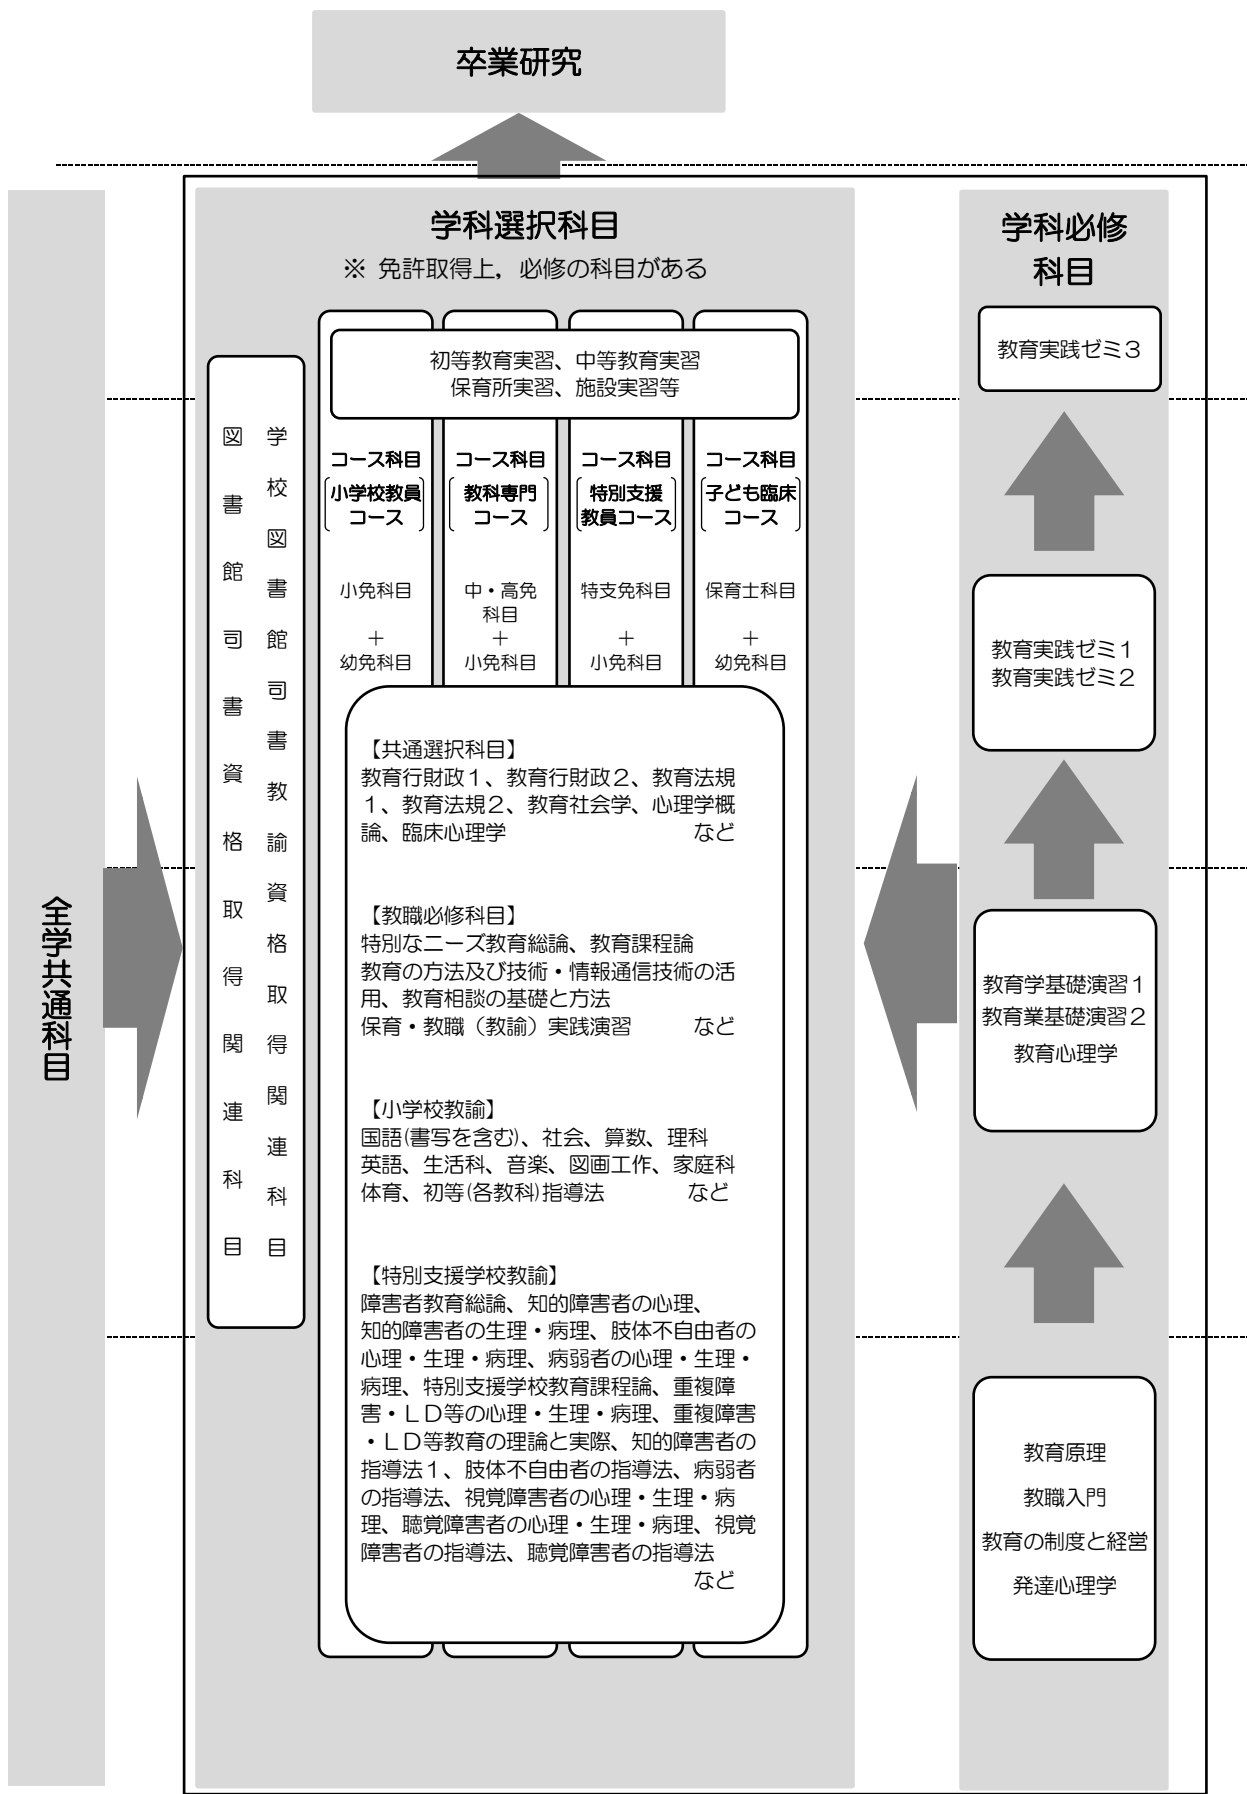 卒業研究
学科選択科目
※ 免許取得上，必修の科目がある
学科必修
科目
全学共通科目
図書館司書資格取得関連科目
学校図書館司書教諭資格取得関連科目
初等教育実習、中等教育実習
保育所実習、施設実習等
コース科目
小学校教員
コース
小免科目
＋
幼免科目
コース科目
教科専門
コース
中・高免
科目
＋
小免科目
コース科目
特別支援
教員コース
特支免科目
＋
小免科目
コース科目
子ども臨床
コース
保育士科目
＋
幼免科目
【共通選択科目】
教育行財政１、教育行財政２、教育法規
１、教育法規２、教育社会学、心理学概
論、臨床心理学 など
【教職必修科目】
特別なニーズ教育総論、教育課程論
教育の方法及び技術・情報通信技術の活
用、教育相談の基礎と方法
保育・教職（教諭）実践演習 など
【小学校教諭】
国語(書写を含む)、社会、算数、理科
英語、生活科、音楽、図画工作、家庭科
体育、初等(各教科)指導法 など
【特別支援学校教諭】
障害者教育総論、知的障害者の心理、
知的障害者の生理・病理、肢体不自由者の
心理・生理・病理、病弱者の心理・生理・
病理、特別支援学校教育課程論、重複障
害・ＬＤ等の心理・生理・病理、重複障害
・ＬＤ等教育の理論と実際、知的障害者の
指導法１、肢体不自由者の指導法、病弱者
の指導法、視覚障害者の心理・生理・病
理、聴覚障害者の心理・生理・病理、視覚
障害者の指導法、聴覚障害者の指導法
など
教育実践ゼミ３
教育実践ゼミ１
教育実践ゼミ２
教育学基礎演習１
教育業基礎演習２
教育心理学
教育原理
教職入門
教育の制度と経営
発達心理学